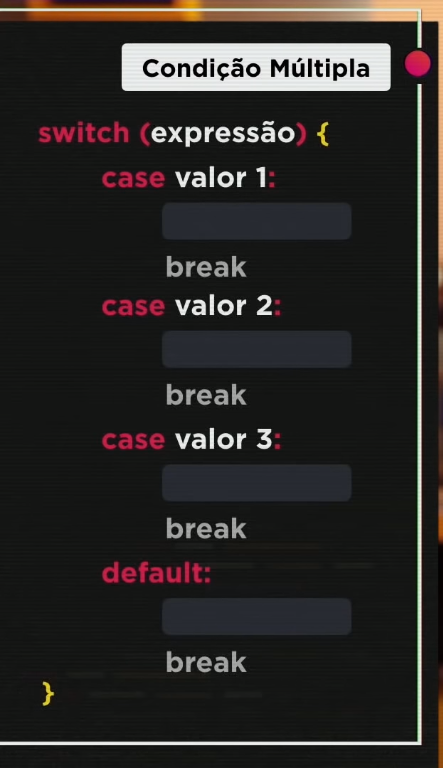 Condição Múltipla
switch (expressão) {
case valor 1:
break
case valor 2:
break
case valor 3:
break
default:
break
}